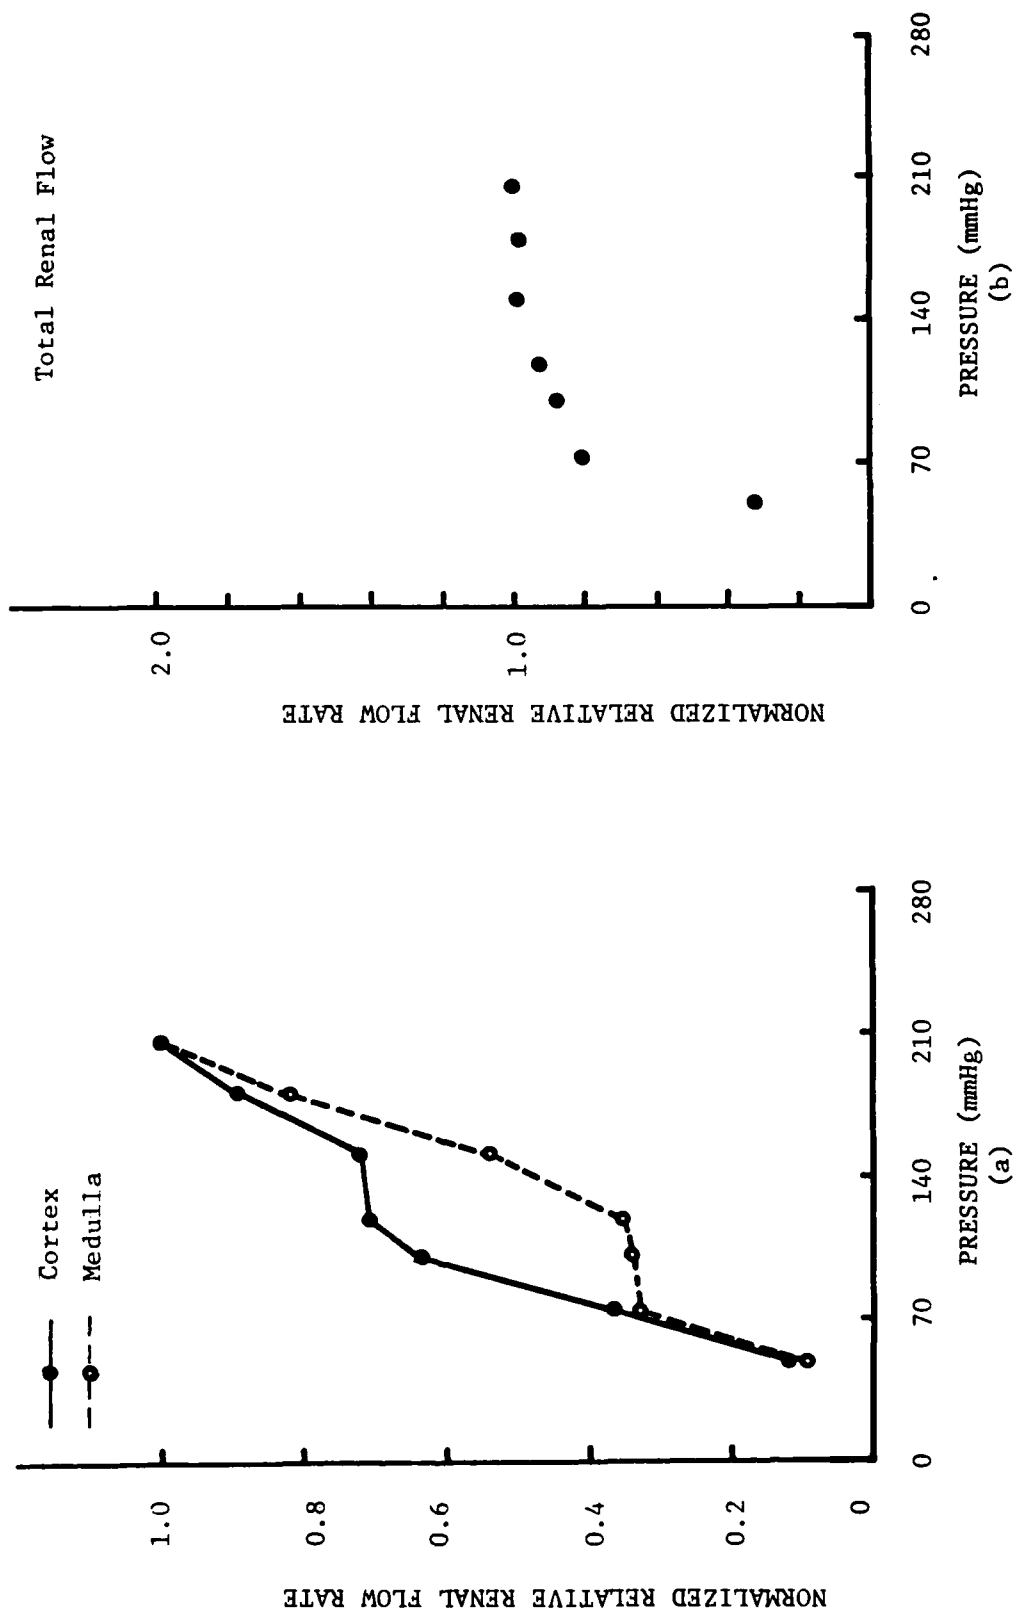 Cortex
Medulla
NORMALIZED RELATIVE RENAL FLOW RATE
1.0
0.8
0.6
0.4
0.2
0
0
70
140
210
280
PRESSURE (mmHg)
(a)
Total Renal Flow
NORMALIZED RELATIVE RENAL FLOW RATE
2.0
1.0
0
70
140
210
280
PRESSURE (mmHg)
(b)